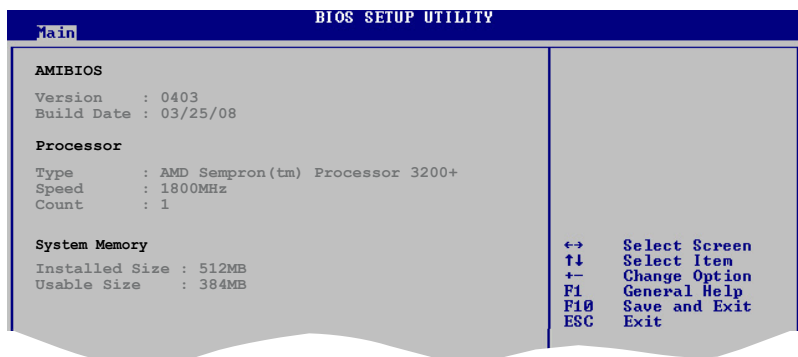 BIOS SETUP UTILITY
Main
AMIBIOS
Version : 0403
Build Date : 03/25/08
Processor
Type : AMD Sempron(tm) Processor 3200+
Speed : 1800MHz
Count : 1
System Memory
Installed Size : 512MB
Usable Size : 384MB
←→ Select Screen
↑↓ Select Item
+- Change Option
F1 General Help
F10 Save and Exit
ESC Exit